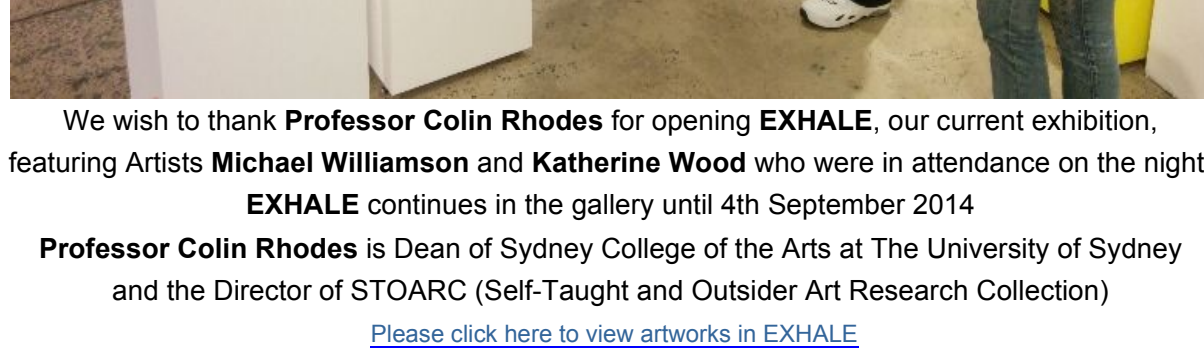 We wish to thank Professor Colin Rhodes for opening EXHALE, our current exhibition,
featuring Artists Michael Williamson and Katherine Wood who were in attendance on the night
EXHALE continues in the gallery until 4th September 2014
Professor Colin Rhodes is Dean of Sydney College of the Arts at The University of Sydney
and the Director of STOARC (Self-Taught and Outsider Art Research Collection)
Please click here to view artworks in EXHALE